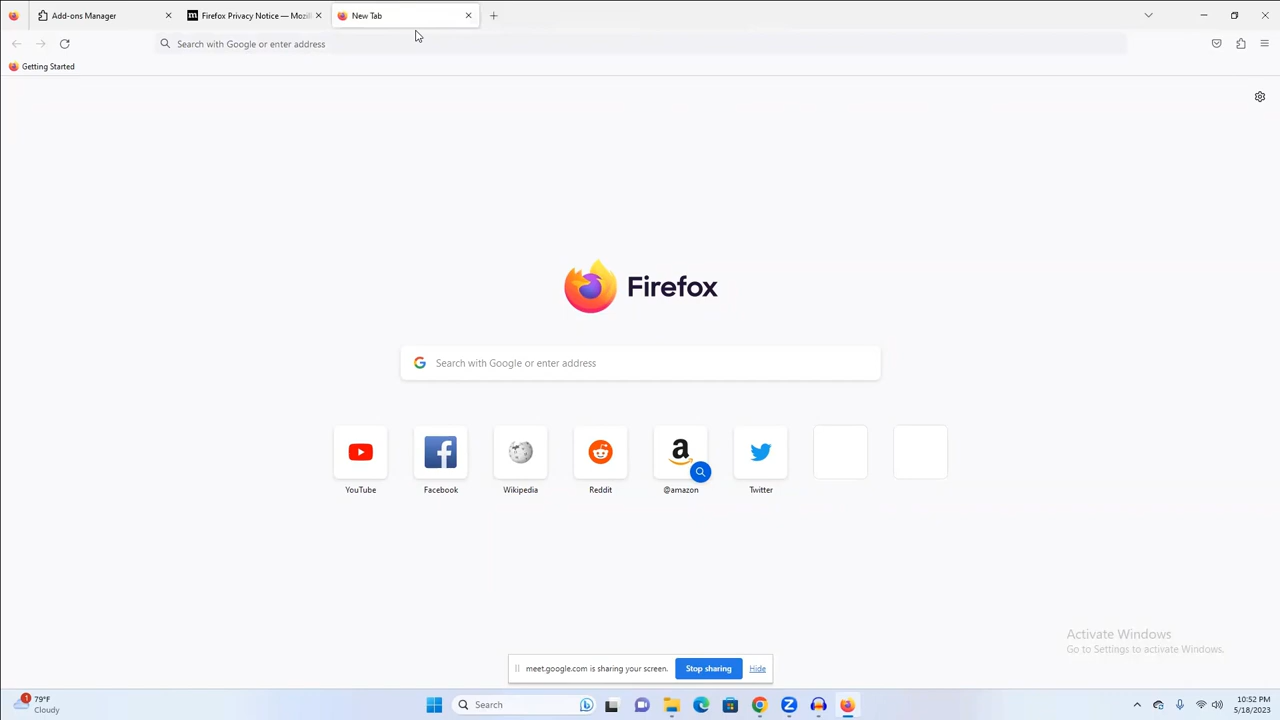 Add-ons Manager
Firefox Privacy Notice — Mozil
New Tab
Search with Google or enter address
Getting Started
Firefox
Search with Google or enter address
YouTube
Facebook
Wikipedia
Reddit
@amazon
Twitter
Activate Windows
Go to Settings to activate Windows.
meet.google.com is sharing your screen.
Stop sharing
Hide
1
79°F
Cloudy
Search
10:52 PM
5/18/2023